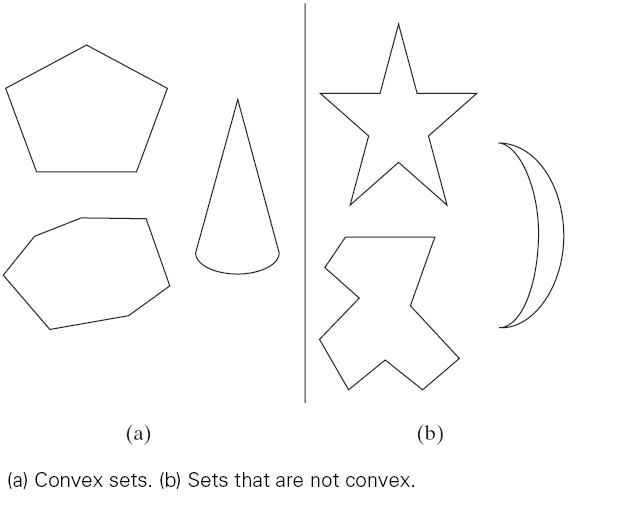 (a)
(b)
(a) Convex sets. (b) Sets that are not convex.